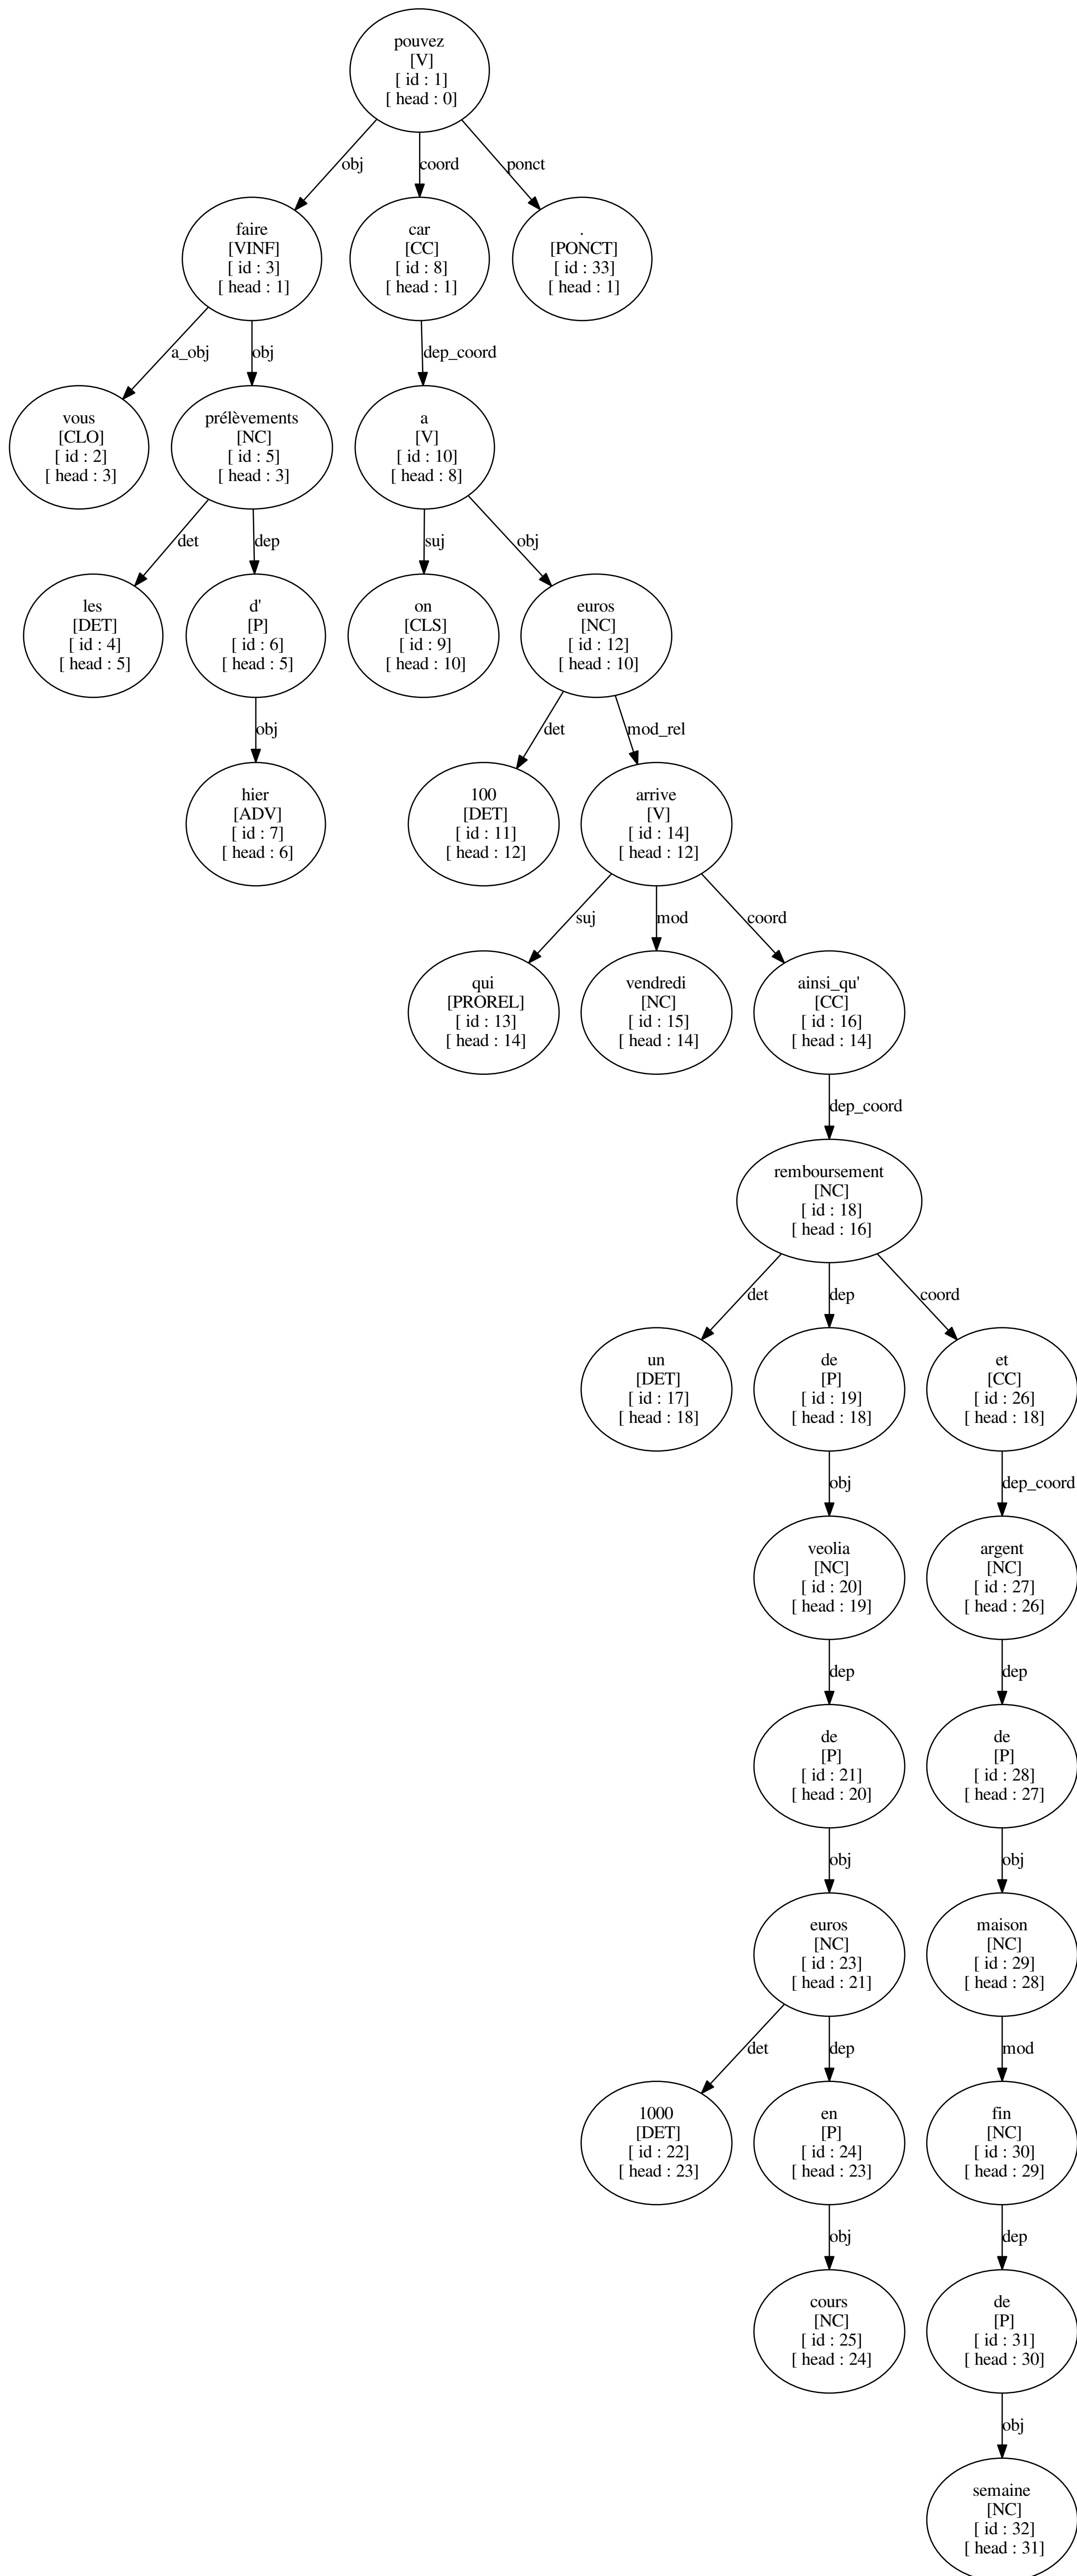 pouvez
[V]
[ id : 1]
[ head : 0]
obj
coord
ponct
faire
[VINF]
[ id : 3]
[ head : 1]
car
[CC]
[ id : 8]
[ head : 1]
.
[PONCT]
[ id : 33]
[ head : 1]
a_obj
obj
dep_coord
vous
[CLO]
[ id : 2]
[ head : 3]
prélèvements
[NC]
[ id : 5]
[ head : 3]
a
[V]
[ id : 10]
[ head : 8]
det
dep
suj
obj
les
[DET]
[ id : 4]
[ head : 5]
d'
[P]
[ id : 6]
[ head : 5]
on
[CLS]
[ id : 9]
[ head : 10]
euros
[NC]
[ id : 12]
[ head : 10]
obj
det
mod_rel
hier
[ADV]
[ id : 7]
[ head : 6]
100
[DET]
[ id : 11]
[ head : 12]
arrive
[V]
[ id : 14]
[ head : 12]
suj
mod
coord
qui
[PROREL]
[ id : 13]
[ head : 14]
vendredi
[NC]
[ id : 15]
[ head : 14]
ainsi_qu'
[CC]
[ id : 16]
[ head : 14]
dep_coord
remboursement
[NC]
[ id : 18]
[ head : 16]
det
dep
coord
un
[DET]
[ id : 17]
[ head : 18]
de
[P]
[ id : 19]
[ head : 18]
et
[CC]
[ id : 26]
[ head : 18]
obj
dep_coord
veolia
[NC]
[ id : 20]
[ head : 19]
argent
[NC]
[ id : 27]
[ head : 26]
dep
dep
de
[P]
[ id : 21]
[ head : 20]
de
[P]
[ id : 28]
[ head : 27]
obj
obj
euros
[NC]
[ id : 23]
[ head : 21]
maison
[NC]
[ id : 29]
[ head : 28]
det
dep
mod
1000
[DET]
[ id : 22]
[ head : 23]
en
[P]
[ id : 24]
[ head : 23]
fin
[NC]
[ id : 30]
[ head : 29]
obj
dep
cours
[NC]
[ id : 25]
[ head : 24]
de
[P]
[ id : 31]
[ head : 30]
obj
semaine
[NC]
[ id : 32]
[ head : 31]